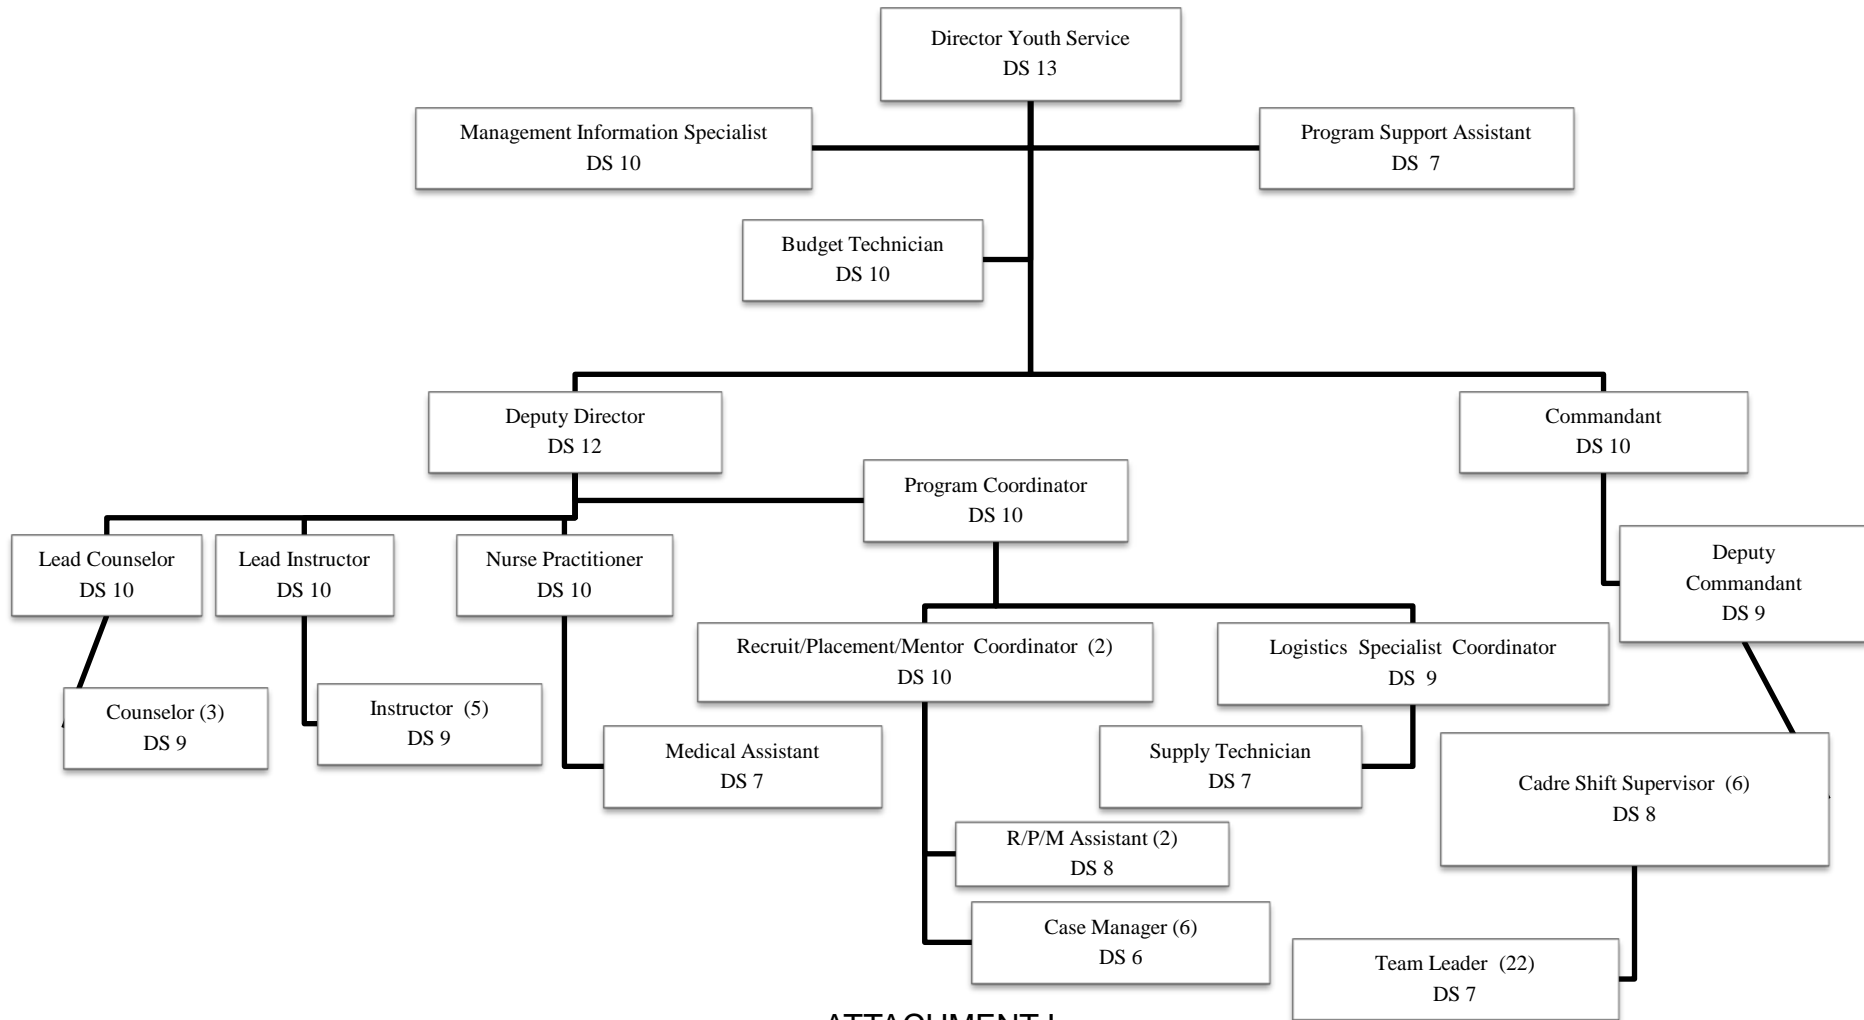 Director Youth Service
DS 13
Management Information Specialist
DS 10
Program Support Assistant
DS 7
Budget Technician
DS 10
Deputy Director
DS 12
Commandant
DS 10
Program Coordinator
DS 10
Lead Counselor
DS 10
Lead Instructor
DS 10
Nurse Practitioner
DS 10
Deputy
Commandant
DS 9
Recruit/Placement/Mentor Coordinator (2)
DS 10
Logistics Specialist Coordinator
DS 9
Counselor (3)
DS 9
Instructor (5)
DS 9
Medical Assistant
DS 7
Supply Technician
DS 7
Cadre Shift Supervisor (6)
DS 8
R/P/M Assistant (2)
DS 8
Case Manager (6)
DS 6
Team Leader (22)
DS 7
ATTACHMENT